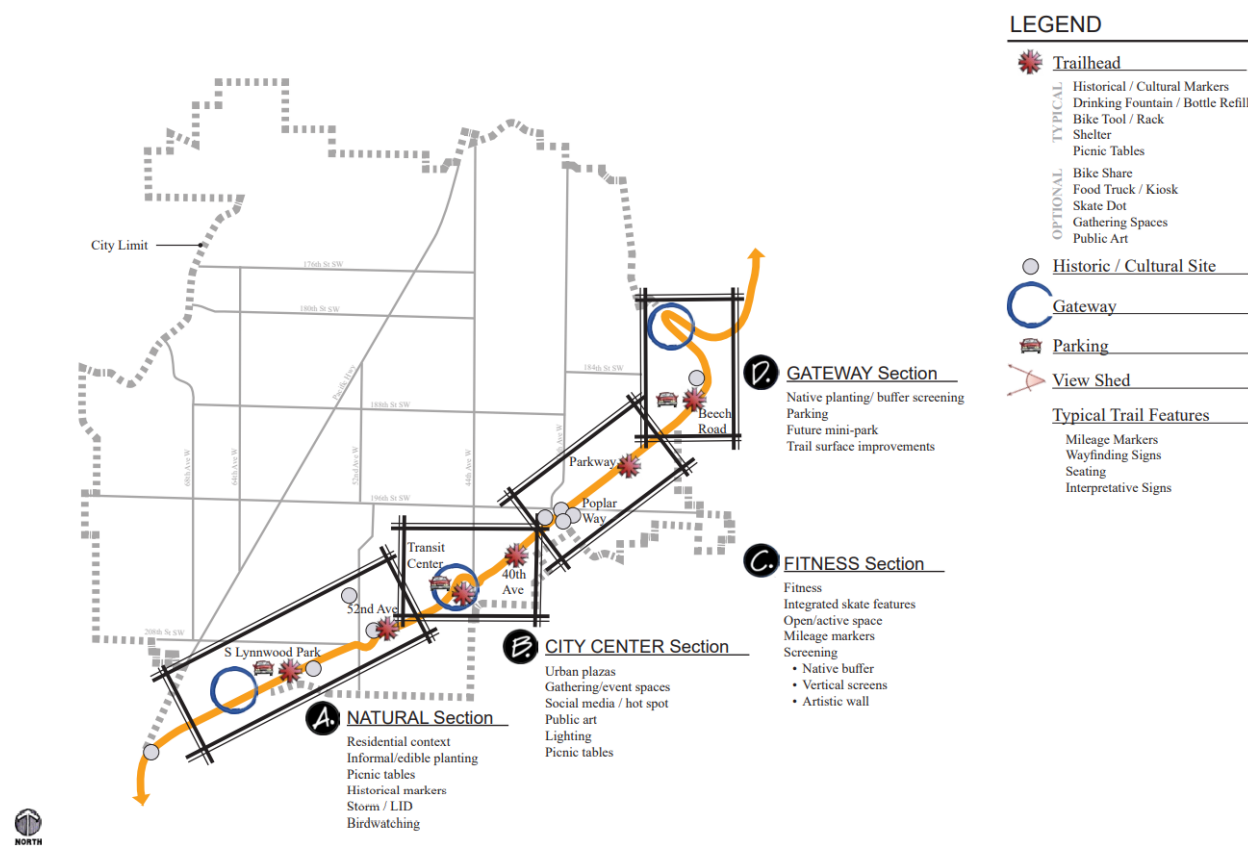 LEGEND
Trailhead
TYPICAL
Historical / Cultural Markers
Drinking Fountain / Bottle Refill
Bike Tool / Rack
Shelter
Picnic Tables
OPTIONAL
Bike Share
Food Truck / Kiosk
Skate Dot
Gathering Spaces
Public Art
Historic / Cultural Site
Gateway
Parking
View Shed
Typical Trail Features
Mileage Markers
Wayfinding Signs
Seating
Interpretative Signs
City Limit
176th St SW
180th St SW
184th St SW
188th St SW
196th St SW
208th St SW
68th Ave W
64th Ave W
52nd Ave W
44th Ave W
Pacific Hwy
Beech
Road
Parkway
Poplar
Way
Transit
Center
40th
Ave
52nd Ave
S Lynnwood Park
D.
GATEWAY Section
Native planting/ buffer screening
Parking
Future mini-park
Trail surface improvements
C.
FITNESS Section
Fitness
Integrated skate features
Open/active space
Mileage markers
Screening
• Native buffer
• Vertical screens
• Artistic wall
B.
CITY CENTER Section
Urban plazas
Gathering/event spaces
Social media / hot spot
Public art
Lighting
Picnic tables
A.
NATURAL Section
Residential context
Informal/edible planting
Picnic tables
Historical markers
Storm / LID
Birdwatching
NORTH